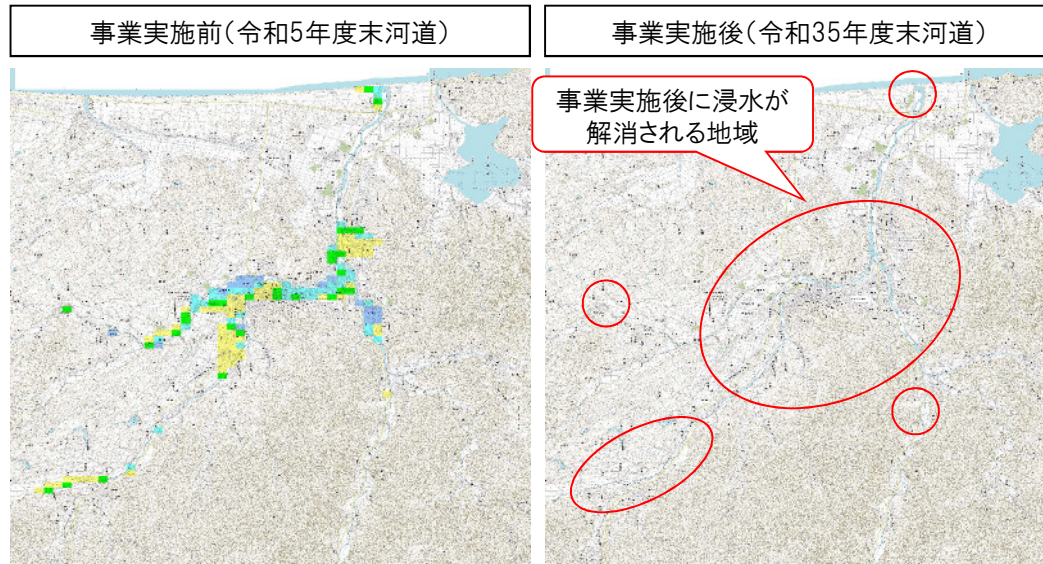 事業実施前(令和5年度末河道)
事業実施後(令和35年度末河道)
事業実施後に浸水が
解消される地域